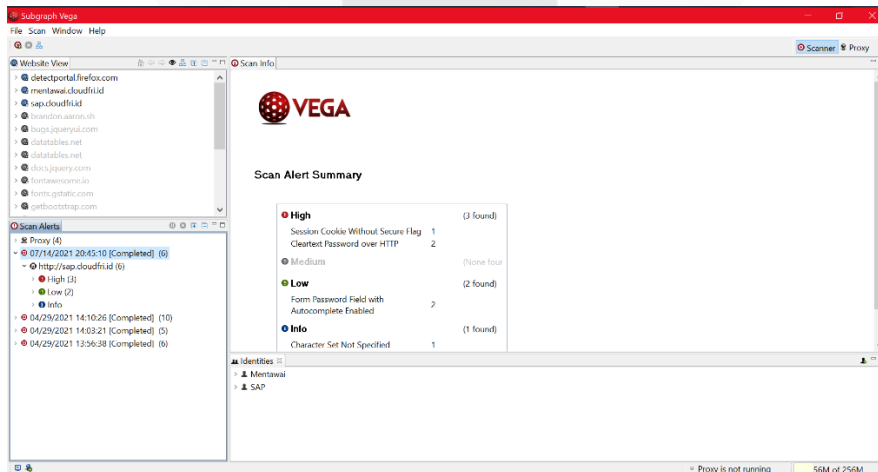 Subgraph Vega
File Scan Window Help
Scanner Proxy
Website View
detectportal.firefox.com
mentawai.cloudfri.id
sap.cloudfri.id
brandon.aaron.sh
bugs.jqueryui.com
datatables.net
datatables.net
docs.jquery.com
fontawesome.io
fonts.gstatic.com
getbootstrap.com
Scan Alerts
Proxy (4)
07/14/2021 20:45:10 [Completed] (6)
http://sap.cloudfri.id (6)
High (3)
Low (2)
Info
04/29/2021 14:10:26 [Completed] (10)
04/29/2021 14:03:21 [Completed] (5)
04/29/2021 13:56:38 [Completed] (6)
Scan Info
VEGA
Scan Alert Summary
High (3 found)
Session Cookie Without Secure Flag 1
Cleartext Password over HTTP 2
Medium (None four
Low (2 found)
Form Password Field with
Autocomplete Enabled 2
Info (1 found)
Character Set Not Specified 1
Identities
Mentawai
SAP
Proxy is not running 56M of 256M